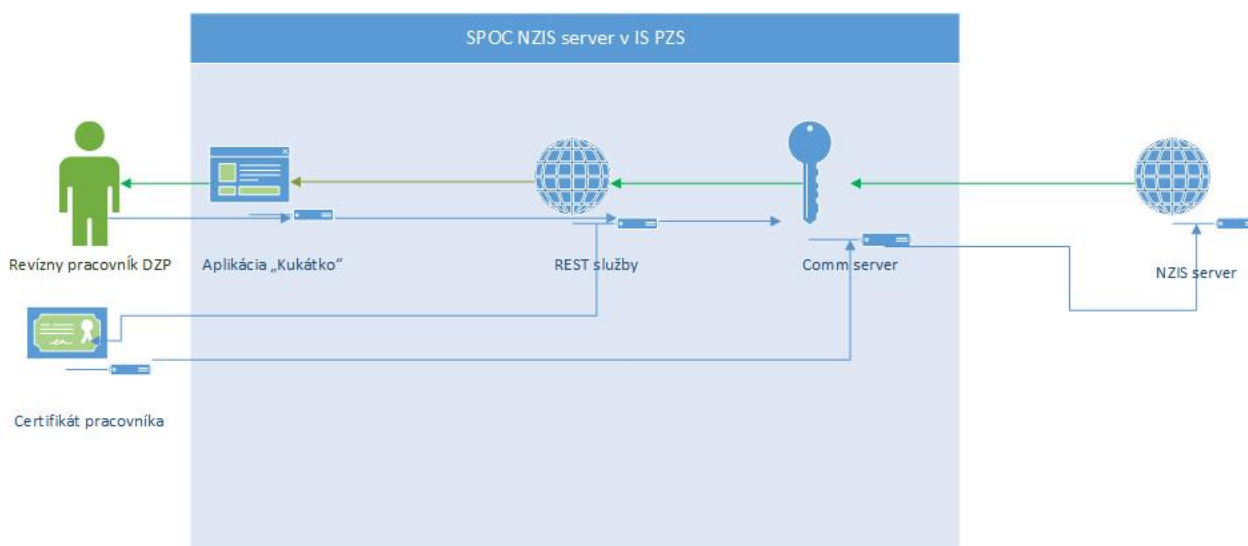 SPOC NZIS server v IS PZS
Revízny pracovník DZP
Aplikácia „Kukátko“
REST služby
Comm server
NZIS server
Certifikát pracovníka